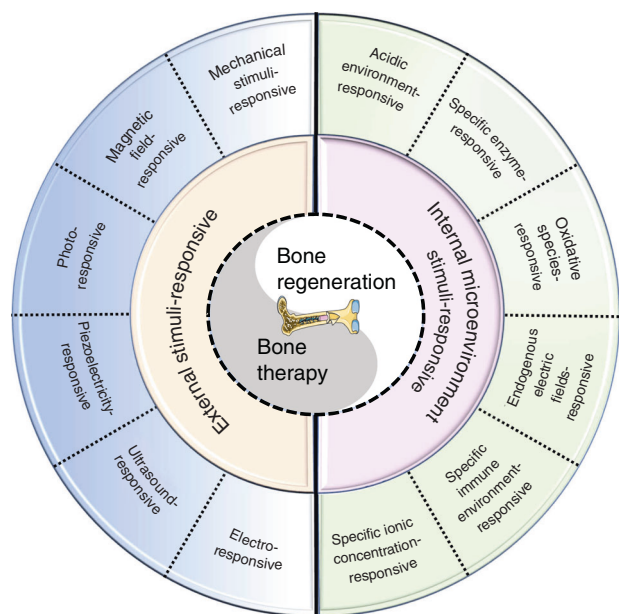 Mechanical
stimuli-
responsive
Magnetic
field-
responsive
Photo-
responsive
Piezoelectricity-
responsive
Ultrasound-
responsive
Electro-
responsive
External stimuli-responsive
Bone
regeneration
Bone
therapy
Internal microenvironment
stimuli-responsive
Acidic
environment-
responsive
Specific enzyme-
responsive
Oxidative
species-
responsive
Endogenous
electric
fields-
responsive
Specific
immune
environment-
responsive
Specific ionic
concentration-
responsive